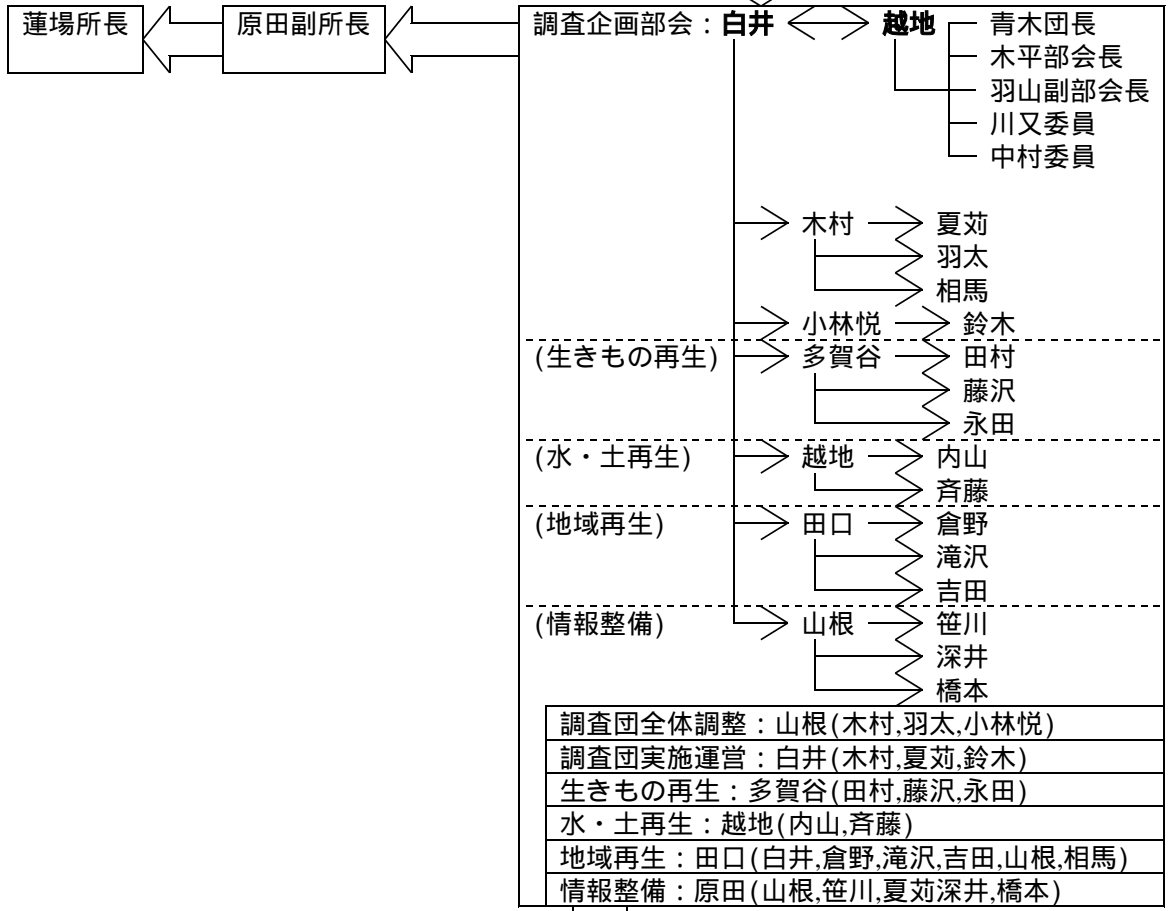 蓮場所長 原田副所長 調査企画部会：白井 越地 青木団長
木平部会長
羽山副部会長
川又委員
中村委員
木村 夏苅
羽太
相馬
小林悦 鈴木
(生きもの再生) 多賀谷 田村
藤沢
永田
(水・土再生) 越地 内山
斉藤
(地域再生) 田口 倉野
滝沢
吉田
(情報整備) 山根 笹川
深井
橋本
調査団全体調整：山根(木村,羽太,小林悦)
調査団実施運営：白井(木村,夏苅,鈴木)
生きもの再生：多賀谷(田村,藤沢,永田)
水・土再生：越地(内山,斉藤)
地域再生：田口(白井,倉野,滝沢,吉田,山根,相馬)
情報整備：原田(山根,笹川,夏苅深井,橋本)